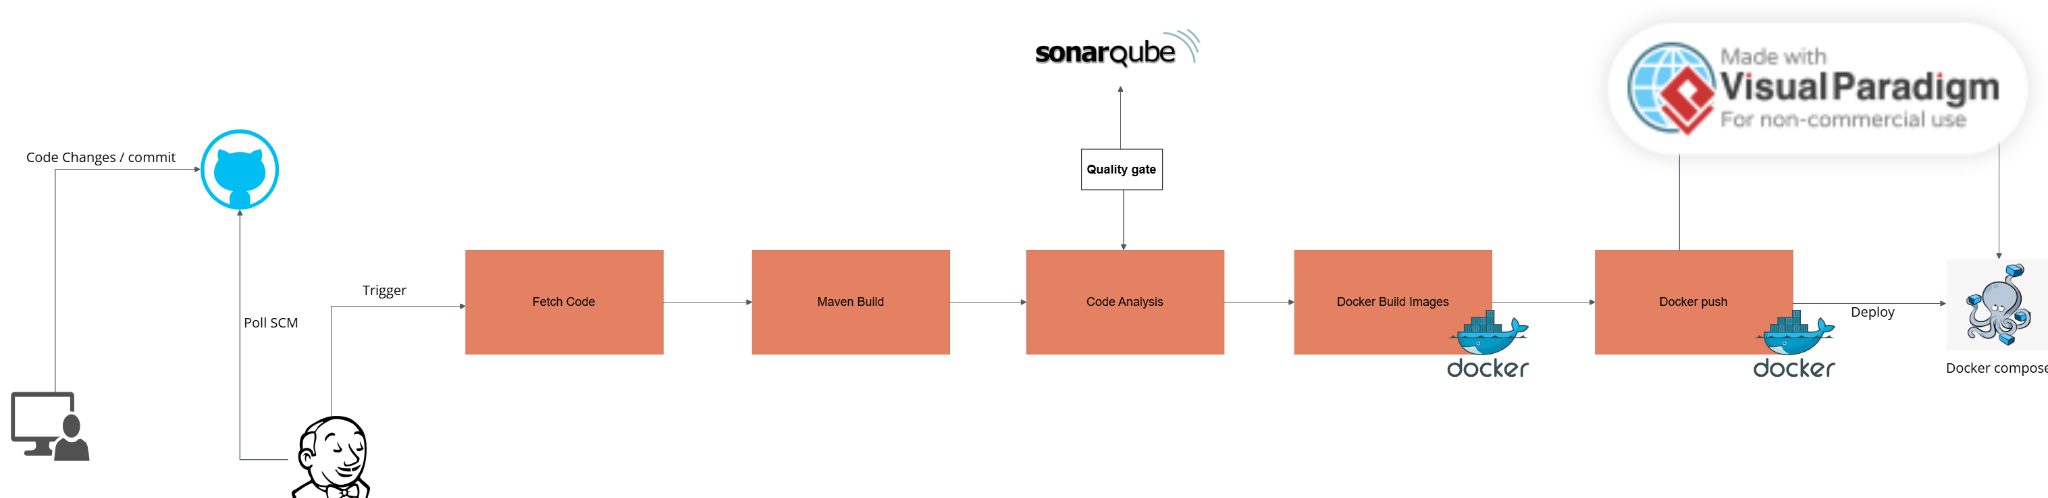 sonarqube
Made with
Visual Paradigm
For non-commercial use
Code Changes / commit
Quality gate
Trigger
Fetch Code
Maven Build
Code Analysis
Docker Build Images
Docker push
Deploy
Poll SCM
docker
docker
Docker compose